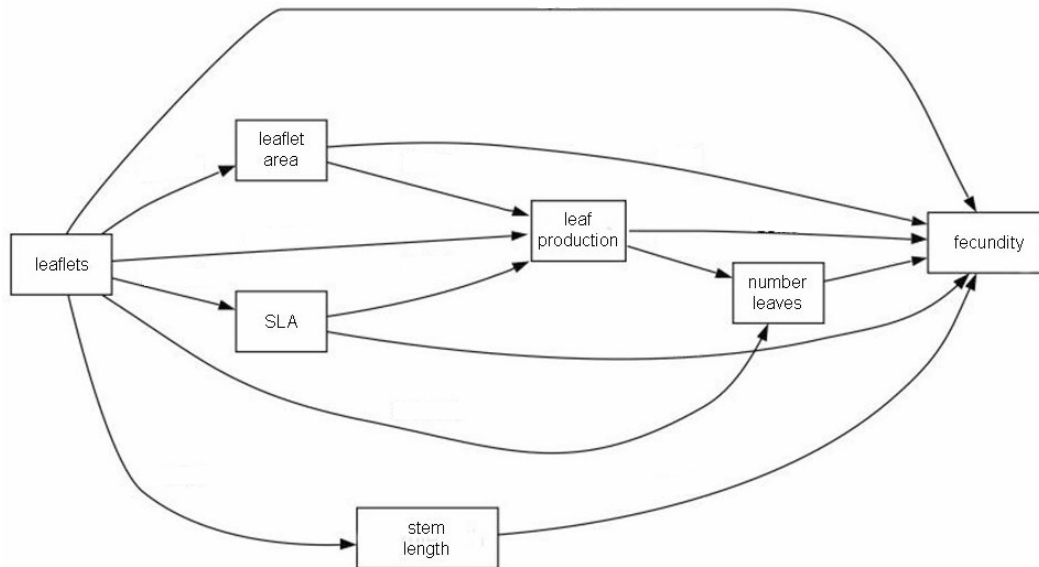 leaflet
area
leaf
production
leaflets
fecundity
number
leaves
SLA
stem
length